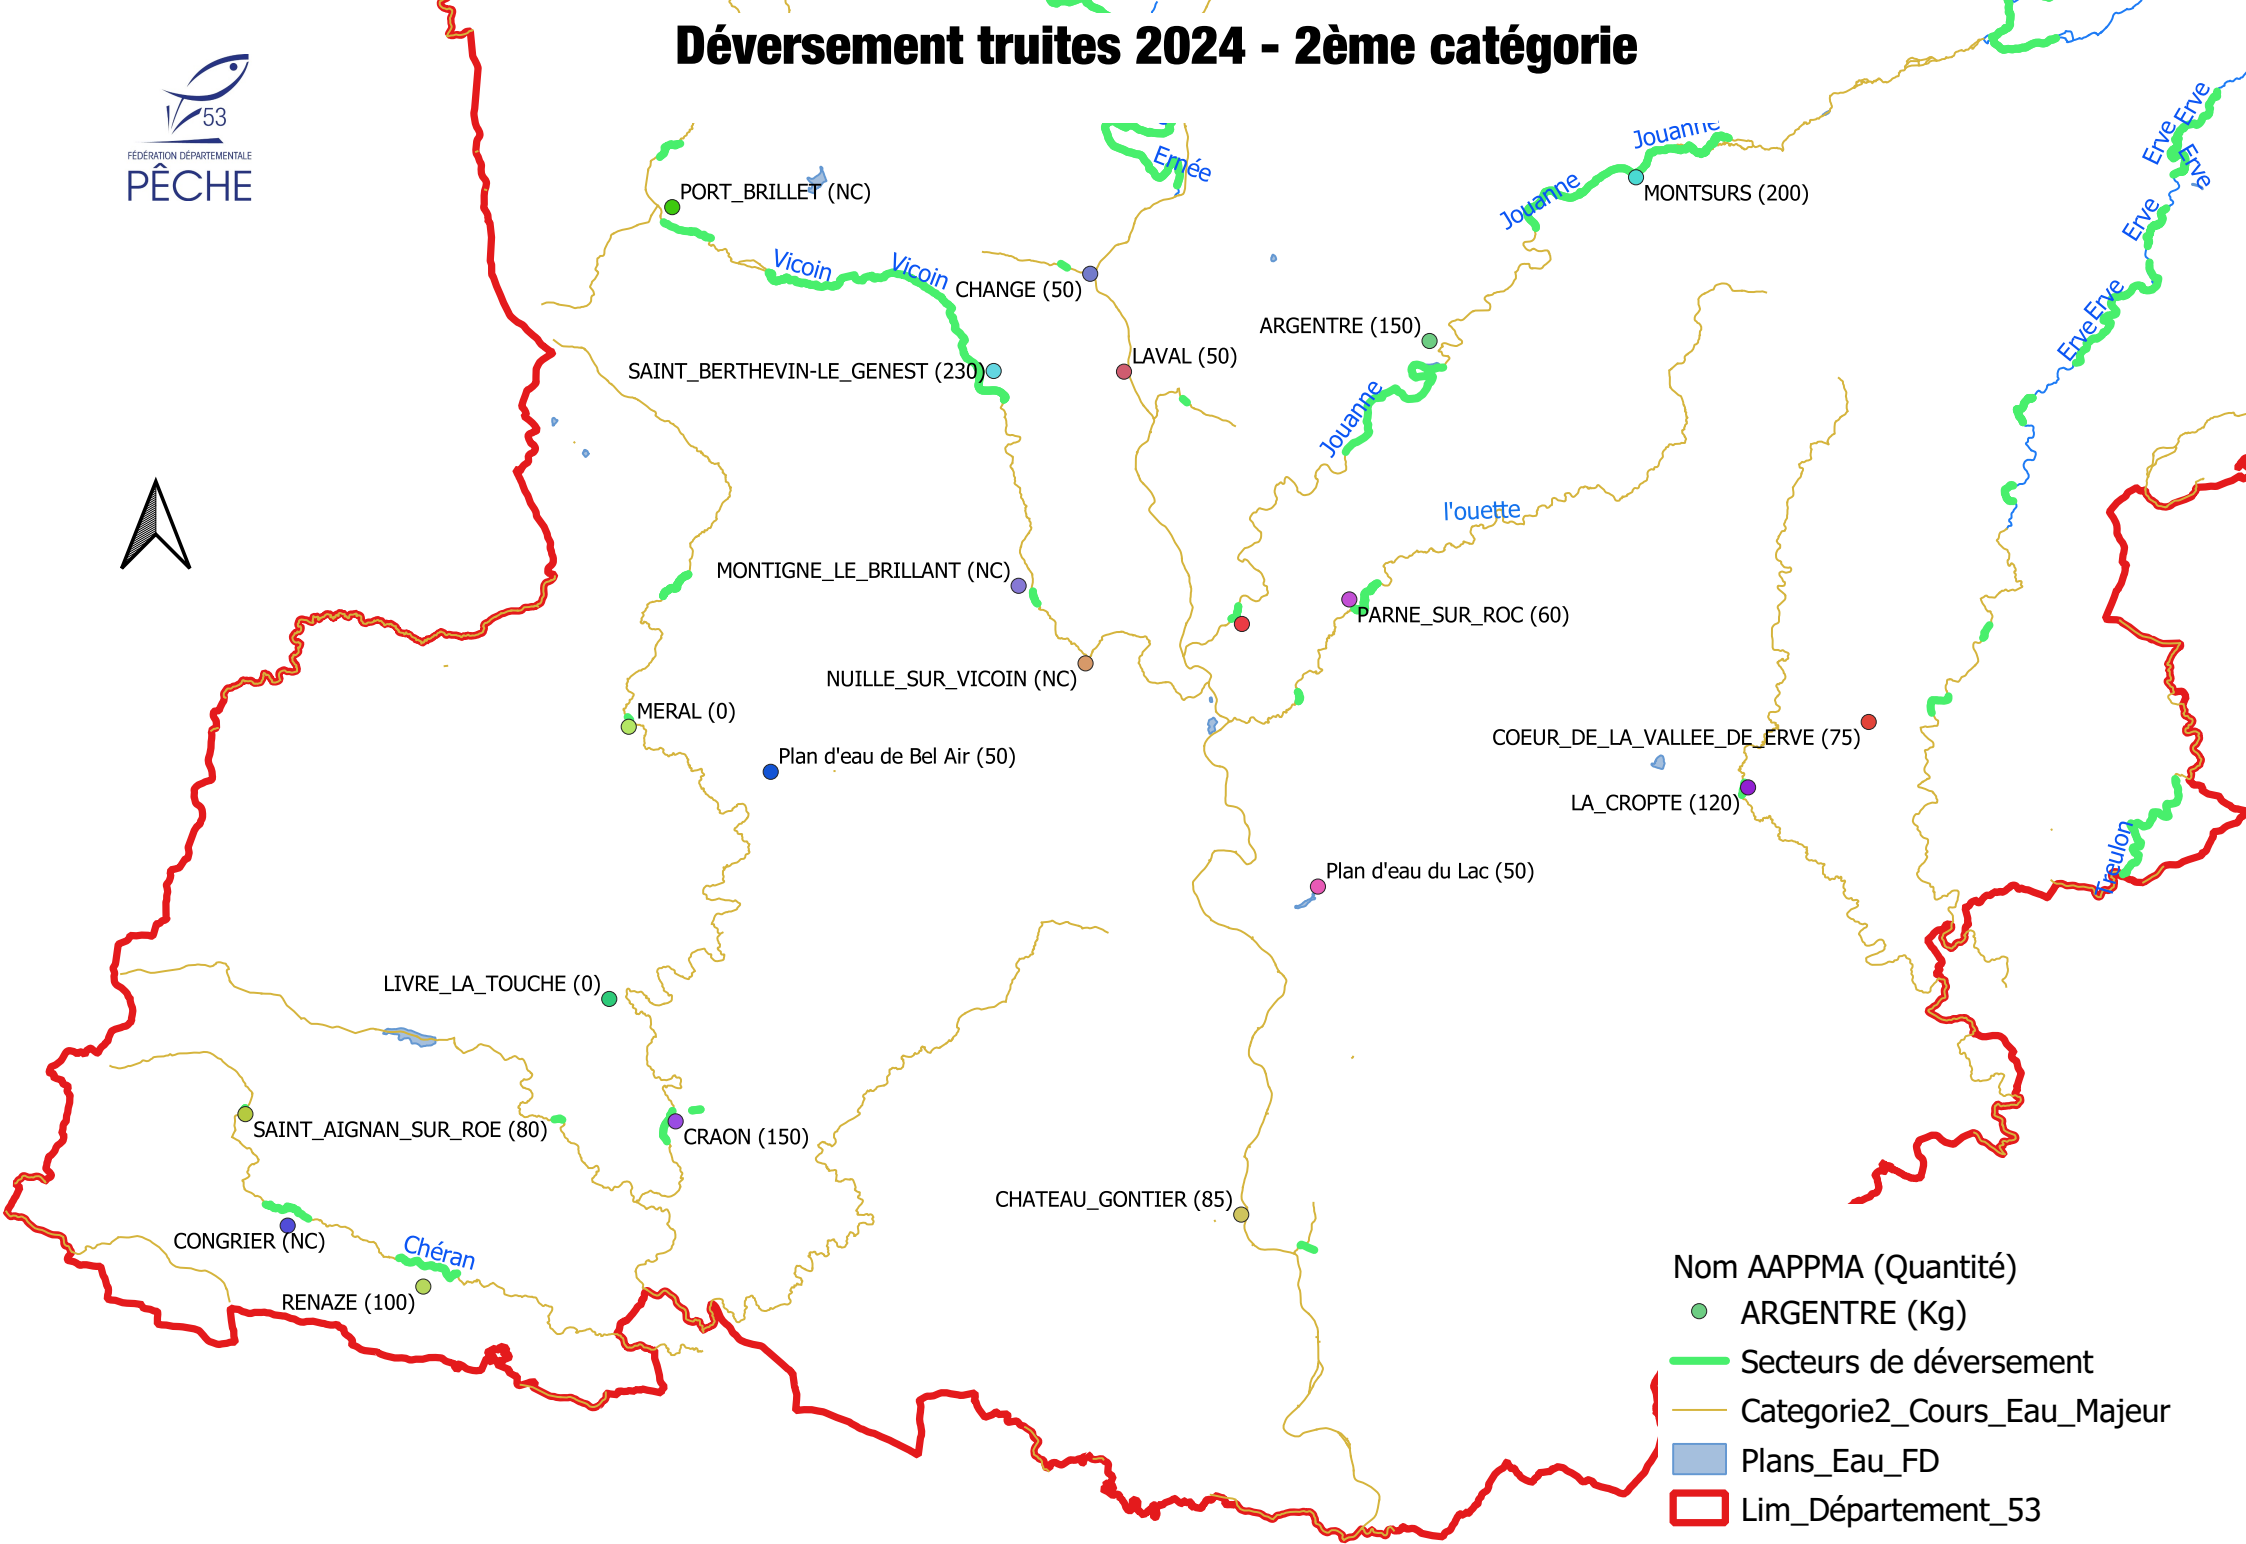 Déversement truites 2024 - 2ème catégorie
53
FÉDÉRATION DÉPARTEMENTALE
PÊCHE
Erve
Erve
Erve
Erve
Erve
Erve
Jouanne
Ernée
PORT_BRILLET (NC)
Jouanne
MONTSURS (200)
Vicoin
Vicoin
CHANGE (50)
ARGENTRE (150)
LAVAL (50)
SAINT_BERTHEVIN-LE_GENEST (230)
Jouanne
l'ouette
MONTIGNE_LE_BRILLANT (NC)
PARNE_SUR_ROC (60)
NUILLE_SUR_VICOIN (NC)
MERAL (0)
COEUR_DE_LA_VALLEE_DE_ERVE (75)
Plan d'eau de Bel Air (50)
LA_CROPTE (120)
Treulon
Plan d'eau du Lac (50)
LIVRE_LA_TOUCHE (0)
SAINT_AIGNAN_SUR_ROE (80)
CRAON (150)
CHATEAU_GONTIER (85)
CONGRIER (NC)
Chéran
RENAZE (100)
Nom AAPPMA (Quantité)
ARGENTRE (Kg)
Secteurs de déversement
Categorie2_Cours_Eau_Majeur
Plans_Eau_FD
Lim_Département_53